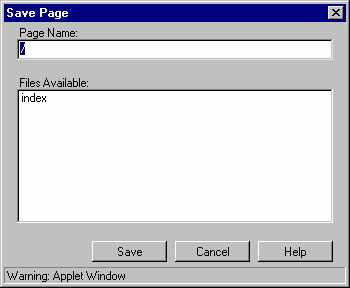 Save Page
Page Name:
/
Files Available:
index
Save Cancel Help
Warning: Applet Window